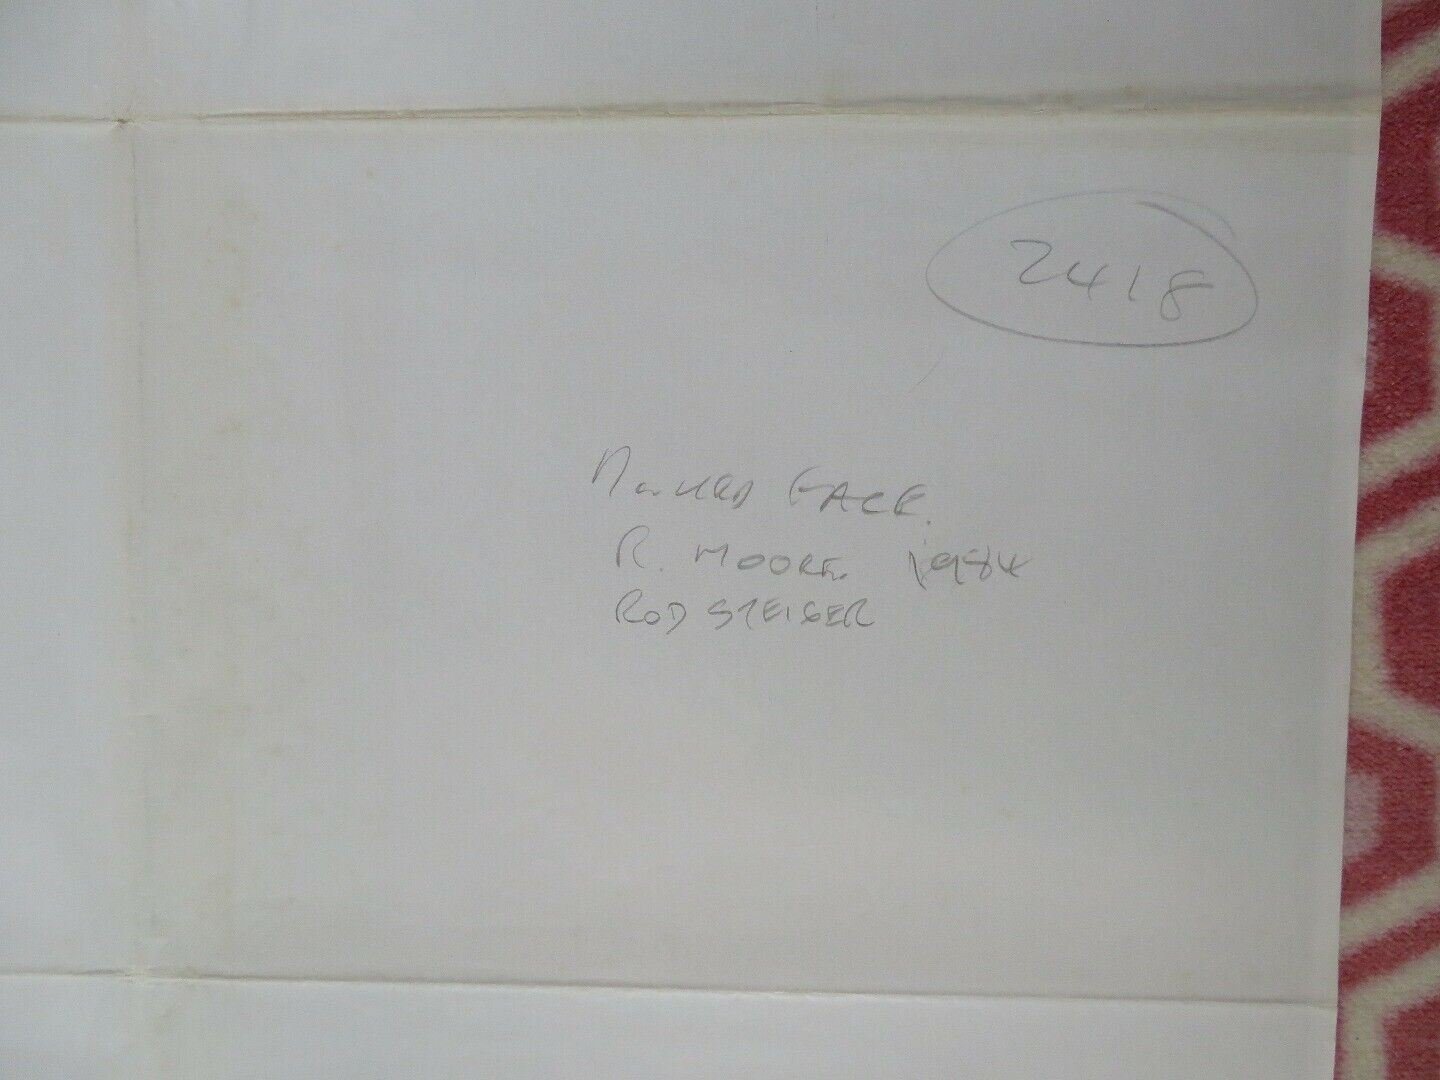 2418
NAKED FACE.
R. MOORE. 1984
ROD STEIGER